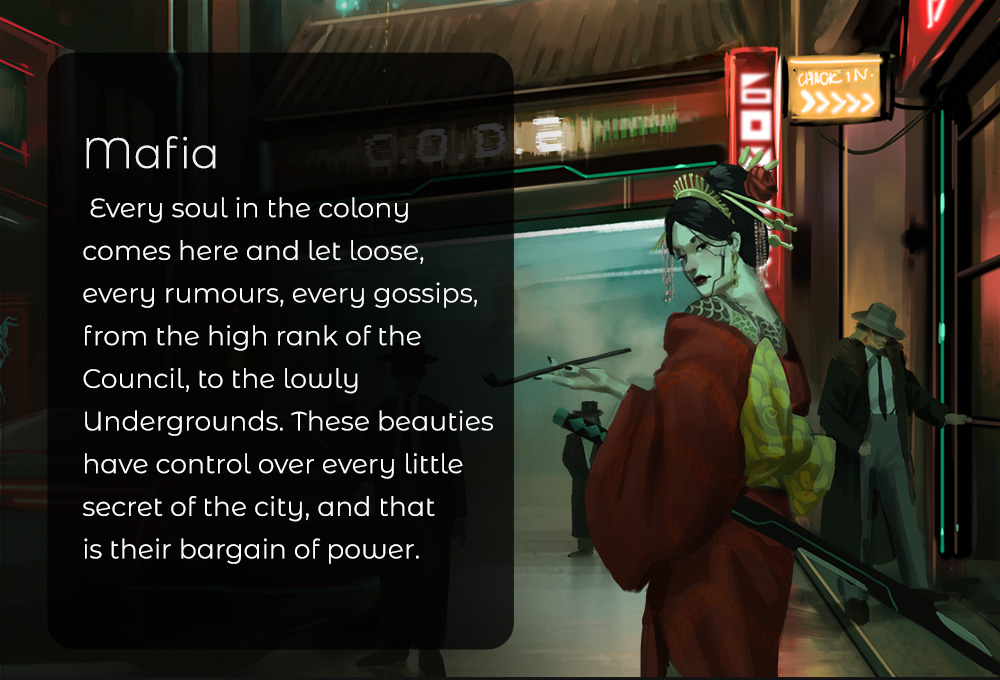 Mafia
Every soul in the colony
comes here and let loose,
every rumours, every gossips,
from the high rank of the
Council, to the lowly
Undergrounds. These beauties
have control over every little
secret of the city, and that
is their bargain of power.
C.O.D.E
CHACK IN.